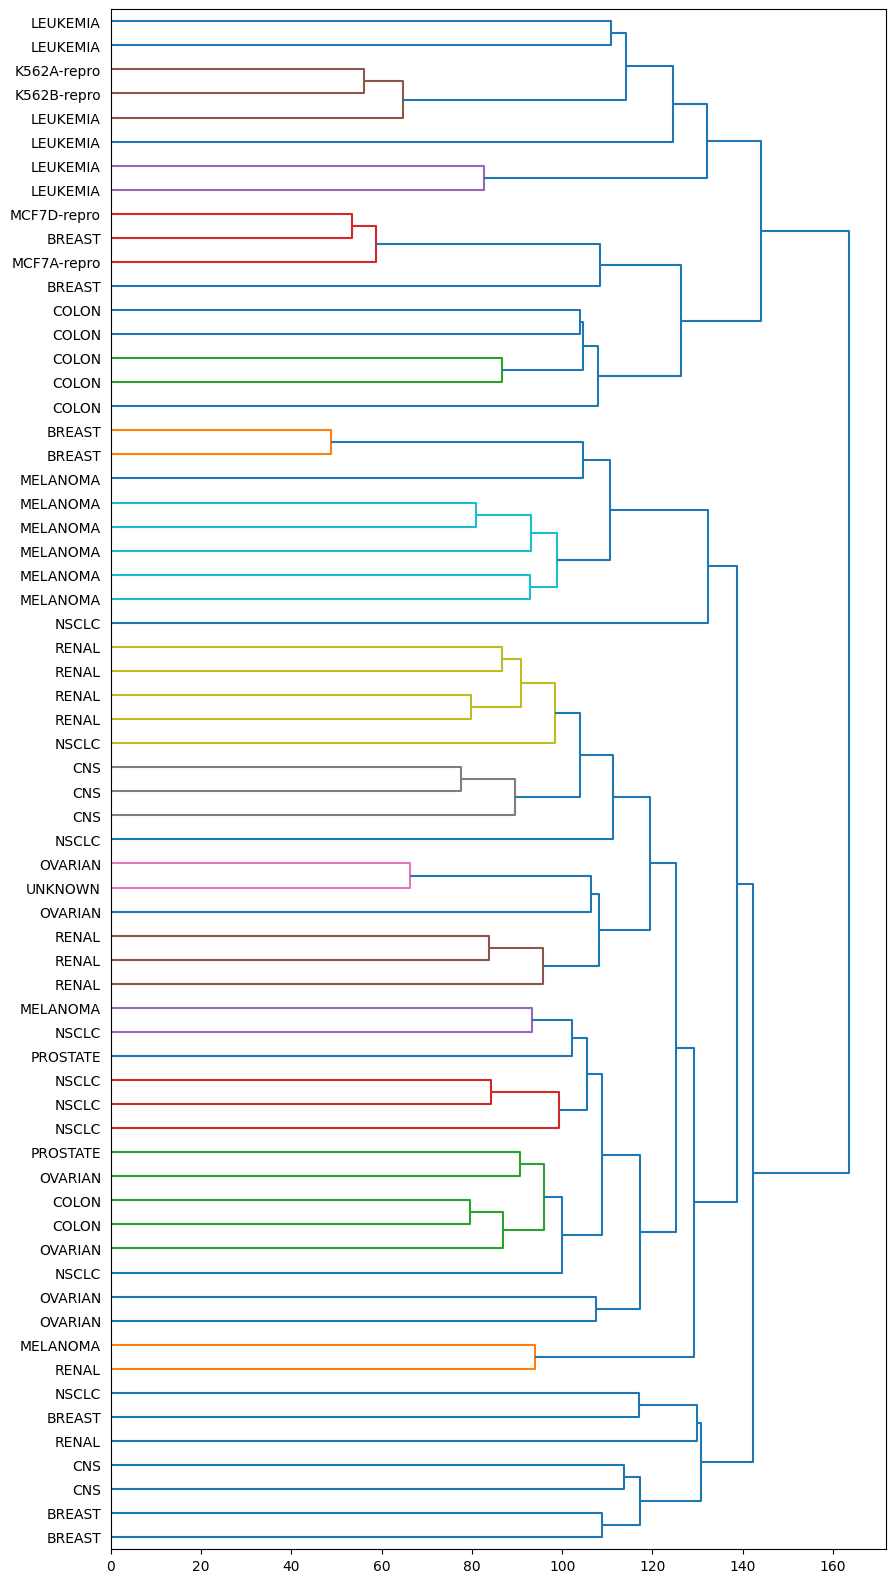 LEUKEMIA
LEUKEMIA
K562A-repro
K562B-repro
LEUKEMIA
LEUKEMIA
LEUKEMIA
LEUKEMIA
MCF7D-repro
BREAST
MCF7A-repro
BREAST
COLON
COLON
COLON
COLON
COLON
BREAST
BREAST
MELANOMA
MELANOMA
MELANOMA
MELANOMA
MELANOMA
MELANOMA
NSCLC
RENAL
RENAL
RENAL
RENAL
NSCLC
CNS
CNS
CNS
NSCLC
OVARIAN
UNKNOWN
OVARIAN
RENAL
RENAL
RENAL
MELANOMA
NSCLC
PROSTATE
NSCLC
NSCLC
NSCLC
PROSTATE
OVARIAN
COLON
COLON
OVARIAN
NSCLC
OVARIAN
OVARIAN
MELANOMA
RENAL
NSCLC
BREAST
RENAL
CNS
CNS
BREAST
BREAST
0 20 40 60 80 100 120 140 160